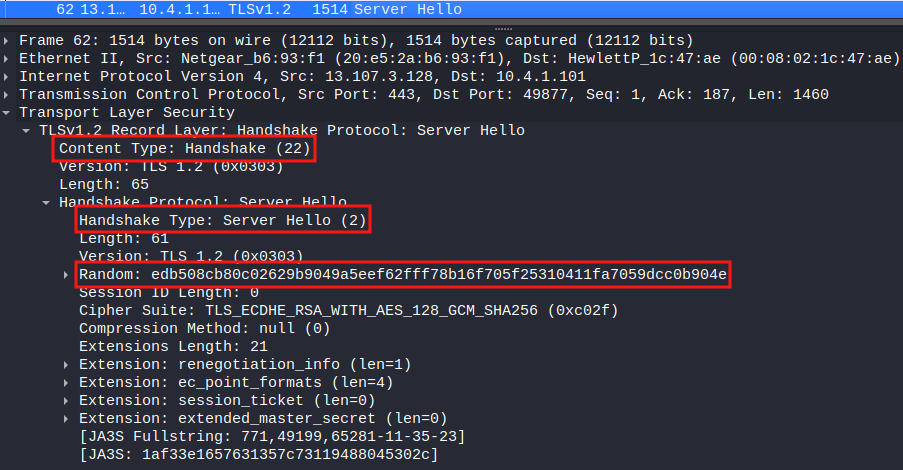 62 13.1… 10.4.1.1… TLSv1.2 1514 Server Hello
Frame 62: 1514 bytes on wire (12112 bits), 1514 bytes captured (12112 bits)
Ethernet II, Src: Netgear_b6:93:f1 (20:e5:2a:b6:93:f1), Dst: HewlettP_1c:47:ae (00:08:02:1c:47:ae)
Internet Protocol Version 4, Src: 13.107.3.128, Dst: 10.4.1.101
Transmission Control Protocol, Src Port: 443, Dst Port: 49877, Seq: 1, Ack: 187, Len: 1460
Transport Layer Security
TLSv1.2 Record Layer: Handshake Protocol: Server Hello
Content Type: Handshake (22)
Version: TLS 1.2 (0x0303)
Length: 65
Handshake Protocol: Server Hello
Handshake Type: Server Hello (2)
Length: 61
Version: TLS 1.2 (0x0303)
Random: edb508cb80c02629b9049a5eef62fff78b16f705f25310411fa7059dcc0b904e
Session ID Length: 0
Cipher Suite: TLS_ECDHE_RSA_WITH_AES_128_GCM_SHA256 (0xc02f)
Compression Method: null (0)
Extensions Length: 21
Extension: renegotiation_info (len=1)
Extension: ec_point_formats (len=4)
Extension: session_ticket (len=0)
Extension: extended_master_secret (len=0)
[JA3S Fullstring: 771,49199,65281-11-35-23]
[JA3S: 1af33e1657631357c73119488045302c]